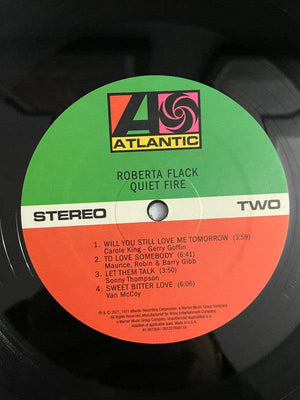 ATLANTIC
ROBERTA FLACK
QUIET FIRE
STEREO
TWO
1. WILL YOU STILL LOVE ME TOMORROW (3:59)
Carole King - Gerry Goffin
2. TO LOVE SOMEBODY (6:41)
Maurice, Robin & Barry Gibb
3. LET THEM TALK (3:50)
Sonny Thompson
4. SWEET BITTER LOVE (6:06)
Van McCoy